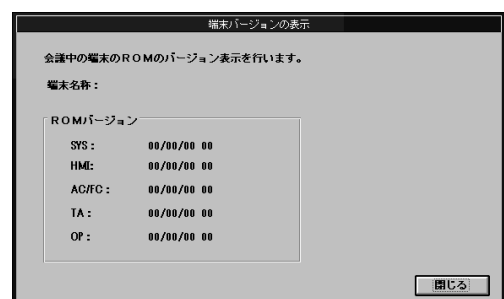 端末バージョンの表示
会議中の端末のROMのバージョン表示を行います。
端末名称：
ROMバージョン
SYS： 00/00/00 00
HMI: 00/00/00 00
AC/FC： 00/00/00 00
TA： 00/00/00 00
OP： 00/00/00 00
閉じる